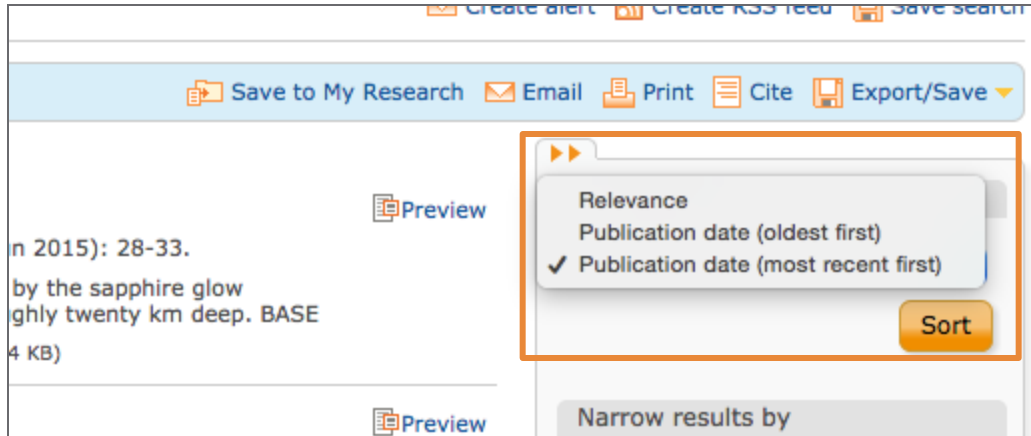 Create alert Create RSS feed Save search
Save to My Research Email Print Cite Export/Save
Relevance
Preview
Publication date (oldest first)
n 2015): 28-33.
Publication date (most recent first)
by the sapphire glow
ghly twenty km deep. BASE
Sort
4 KB)
Preview
Narrow results by